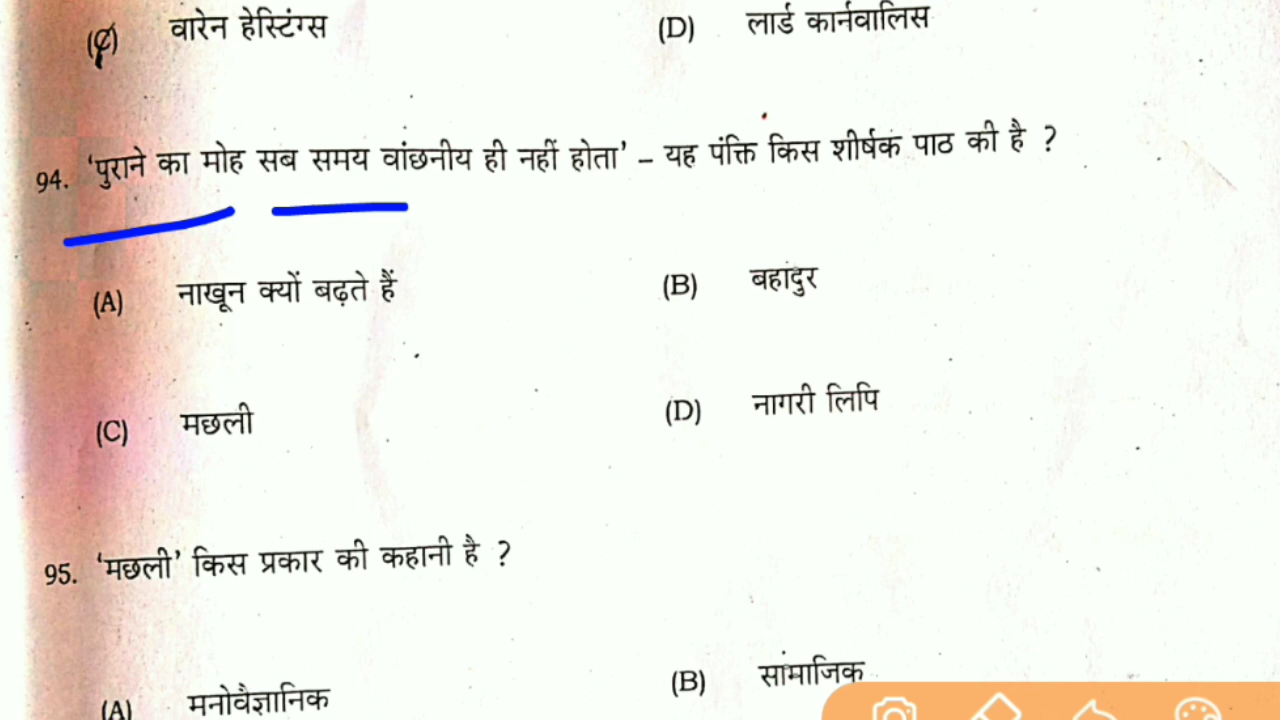 (C) वारेन हेस्टिंग्स (D) लार्ड कार्नवालिस
94. 'पुराने का मोह सब समय वांछनीय ही नहीं होता' – यह पंक्ति किस शीर्षक पाठ की है ?
(A) नाखून क्यों बढ़ते हैं (B) बहादुर
(C) मछली (D) नागरी लिपि
95. 'मछली' किस प्रकार की कहानी है ?
(A) मनोवैज्ञानिक (B) सामाजिक